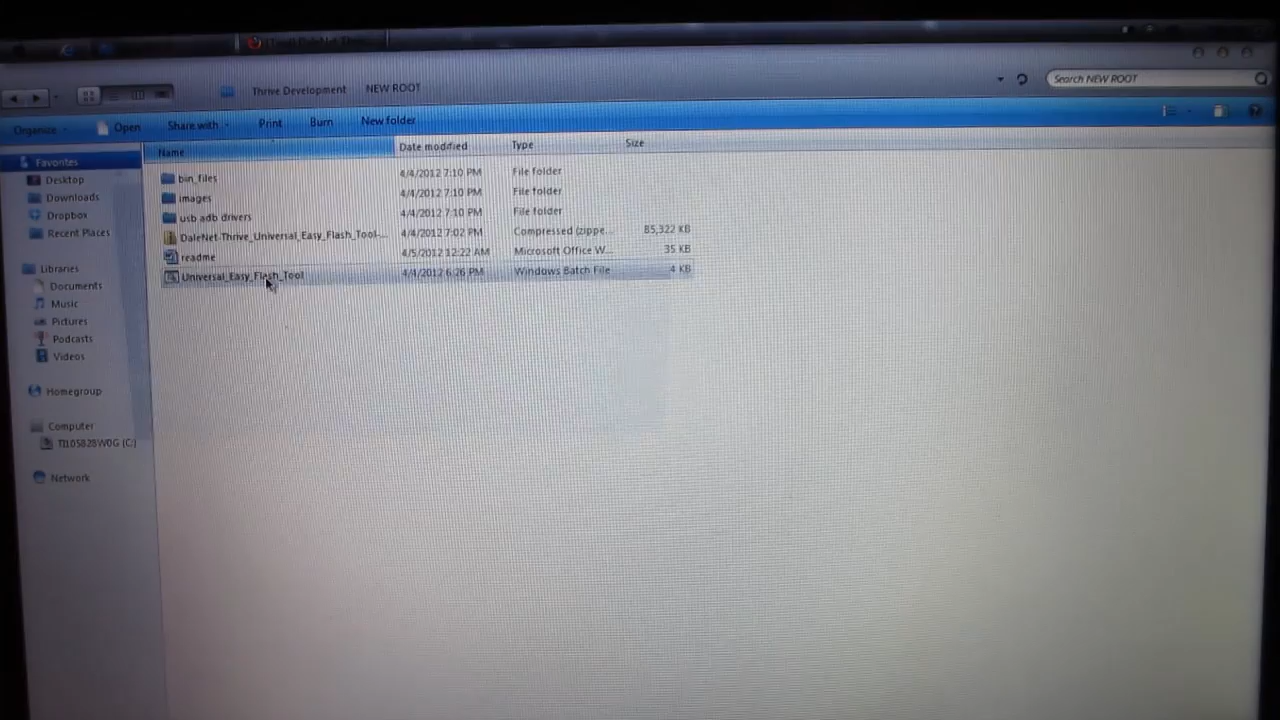 Thrive Development NEW ROOT
Search NEW ROOT
Organize Open Share with Print Burn New folder
Name Date modified Type Size
Favorites
Desktop
Downloads
Dropbox
Recent Places
Libraries
Documents
Music
Pictures
Podcasts
Videos
Homegroup
Computer
TI105828W0G (C:)
Network
bin_files 4/4/2012 7:10 PM File folder
images 4/4/2012 7:10 PM File folder
usb adb drivers 4/4/2012 7:10 PM File folder
DaleNet-Thrive_Universal_Easy_Flash_Tool-... 4/4/2012 7:02 PM Compressed (zippe... 85,322 KB
readme 4/5/2012 12:22 AM Microsoft Office W... 35 KB
Universal_Easy_Flash_Tool 4/4/2012 6:26 PM Windows Batch File 4 KB